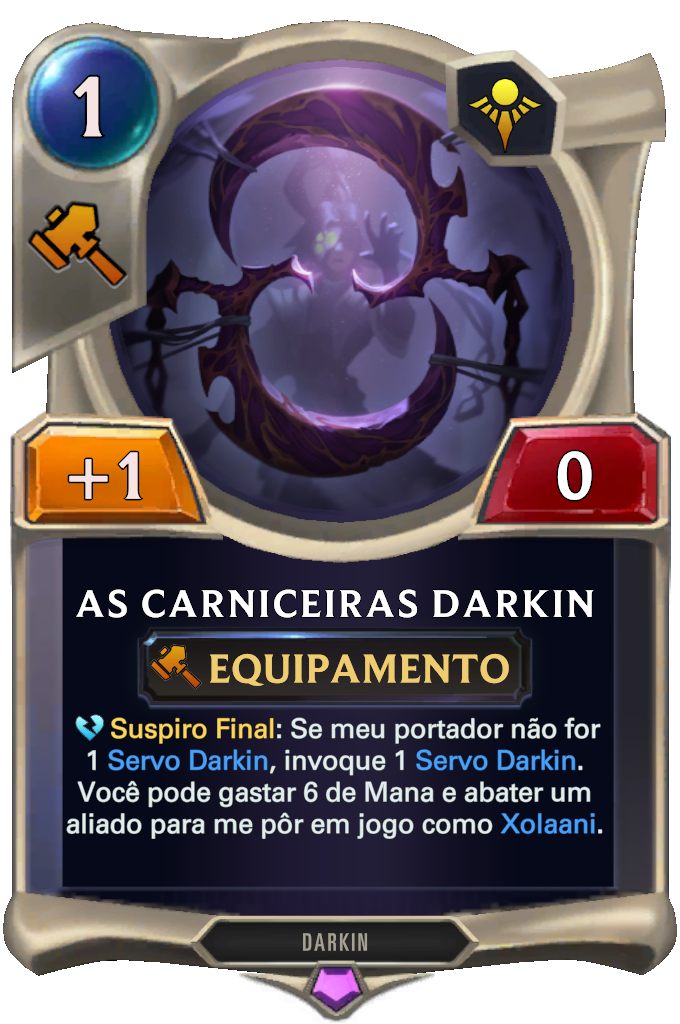 1
+1
0
AS CARNICEIRAS DARKIN
EQUIPAMENTO
Suspiro Final: Se meu portador não for
1 Servo Darkin, invoque 1 Servo Darkin.
Você pode gastar 6 de Mana e abater um
aliado para me pôr em jogo como Xolaani.
DARKIN